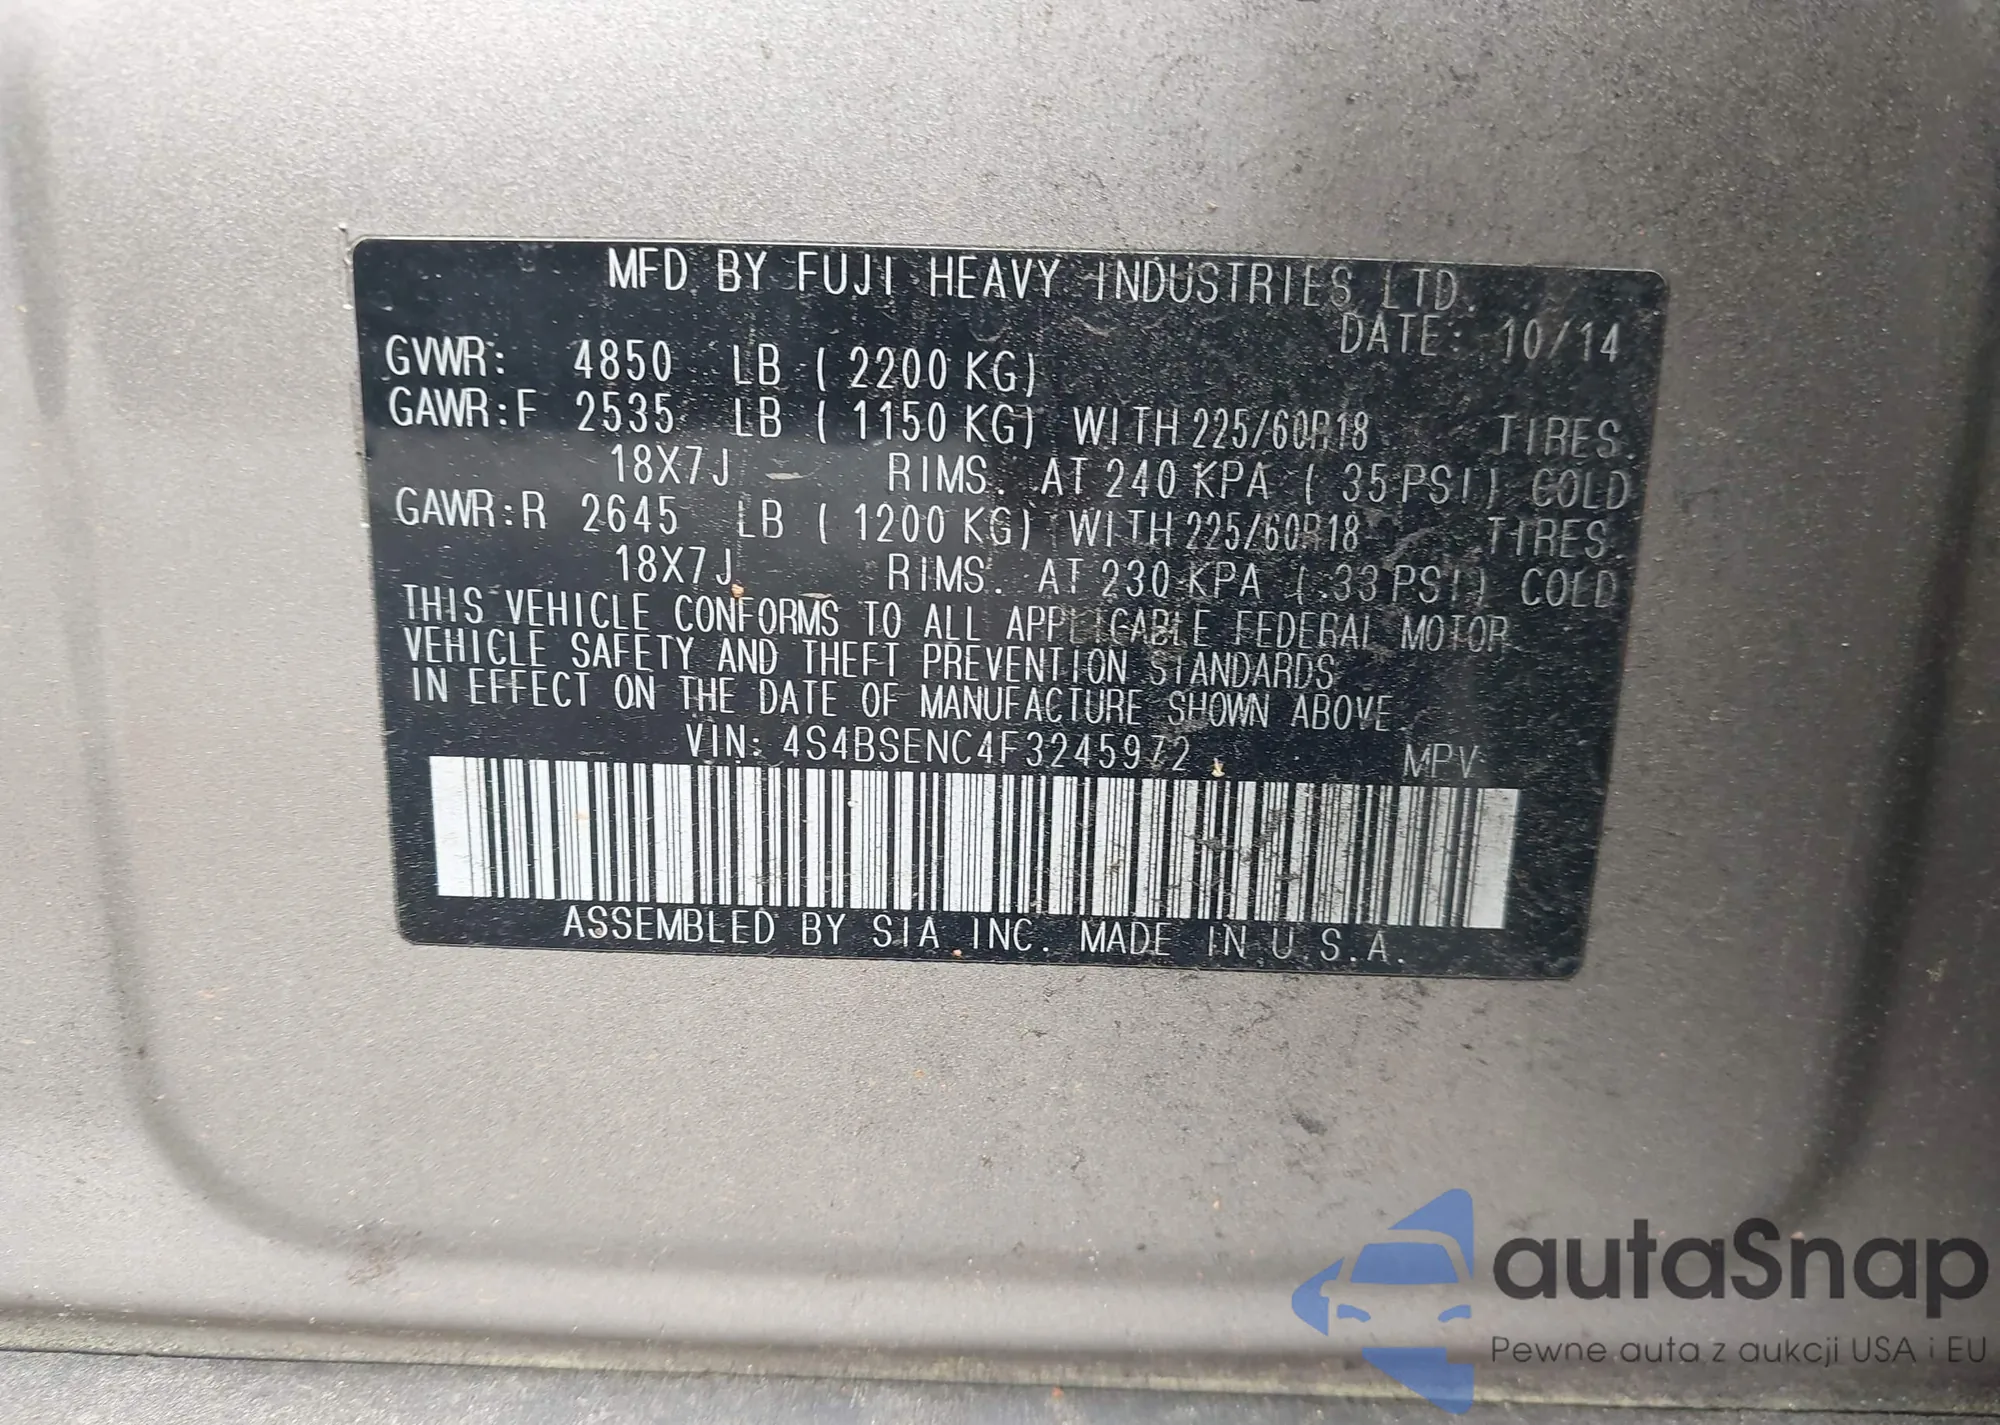 MFD BY FUJI HEAVY INDUSTRIES LTD.
DATE: 10/14
GVWR: 4850 LB ( 2200 KG)
GAWR:F 2535 LB ( 1150 KG) WITH 225/60R18 TIRES.
18X7J RIMS. AT 240 KPA ( 35 PSI) COLD
GAWR:R 2645 LB ( 1200 KG) WITH 225/60R18 TIRES.
18X7J RIMS. AT 230 KPA ( 33 PSI) COLD
THIS VEHICLE CONFORMS TO ALL APPLICABLE FEDERAL MOTOR
VEHICLE SAFETY AND THEFT PREVENTION STANDARDS
IN EFFECT ON THE DATE OF MANUFACTURE SHOWN ABOVE.
VIN: 4S4BSENC4F3245972 MPV
ASSEMBLED BY SIA INC. MADE IN U.S.A.
autaSnap
Pewne auta z aukcji USA i EU